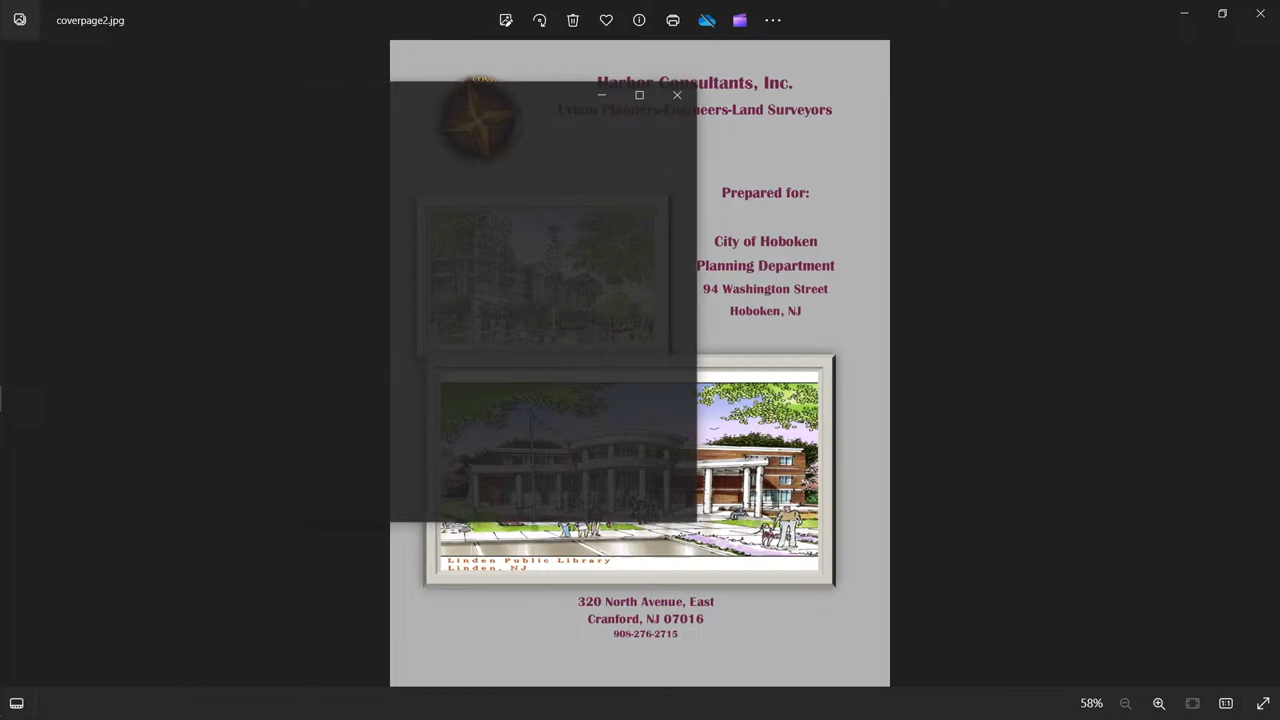 coverpage2.jpg
Harbor Consultants, Inc.
Urban Planners-Engineers-Land Surveyors
Prepared for:
City of Hoboken
Planning Department
94 Washington Street
Hoboken, NJ
Linden Public Library
Linden, NJ
320 North Avenue, East
Cranford, NJ 07016
908-276-2715
58%